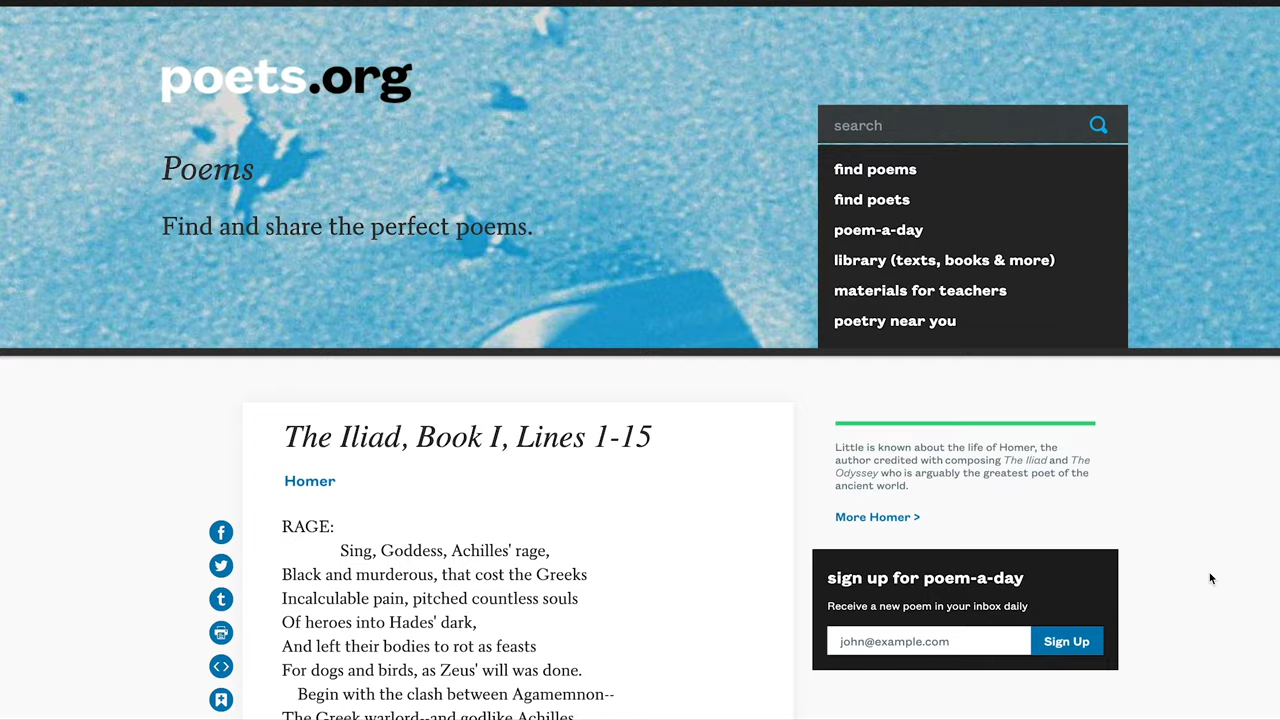 poets.org
Poems
Find and share the perfect poems.
search
find poems
find poets
poem-a-day
library (texts, books & more)
materials for teachers
poetry near you
The Iliad, Book I, Lines 1-15
Homer
RAGE:
Sing, Goddess, Achilles' rage,
Black and murderous, that cost the Greeks
Incalculable pain, pitched countless souls
Of heroes into Hades' dark,
And left their bodies to rot as feasts
For dogs and birds, as Zeus' will was done.
Begin with the clash between Agamemnon--
The Greek warlord--and godlike Achilles.
Little is known about the life of Homer, the
author credited with composing The Iliad and The
Odyssey who is arguably the greatest poet of the
ancient world.
More Homer >
sign up for poem-a-day
Receive a new poem in your inbox daily
john@example.com
Sign Up